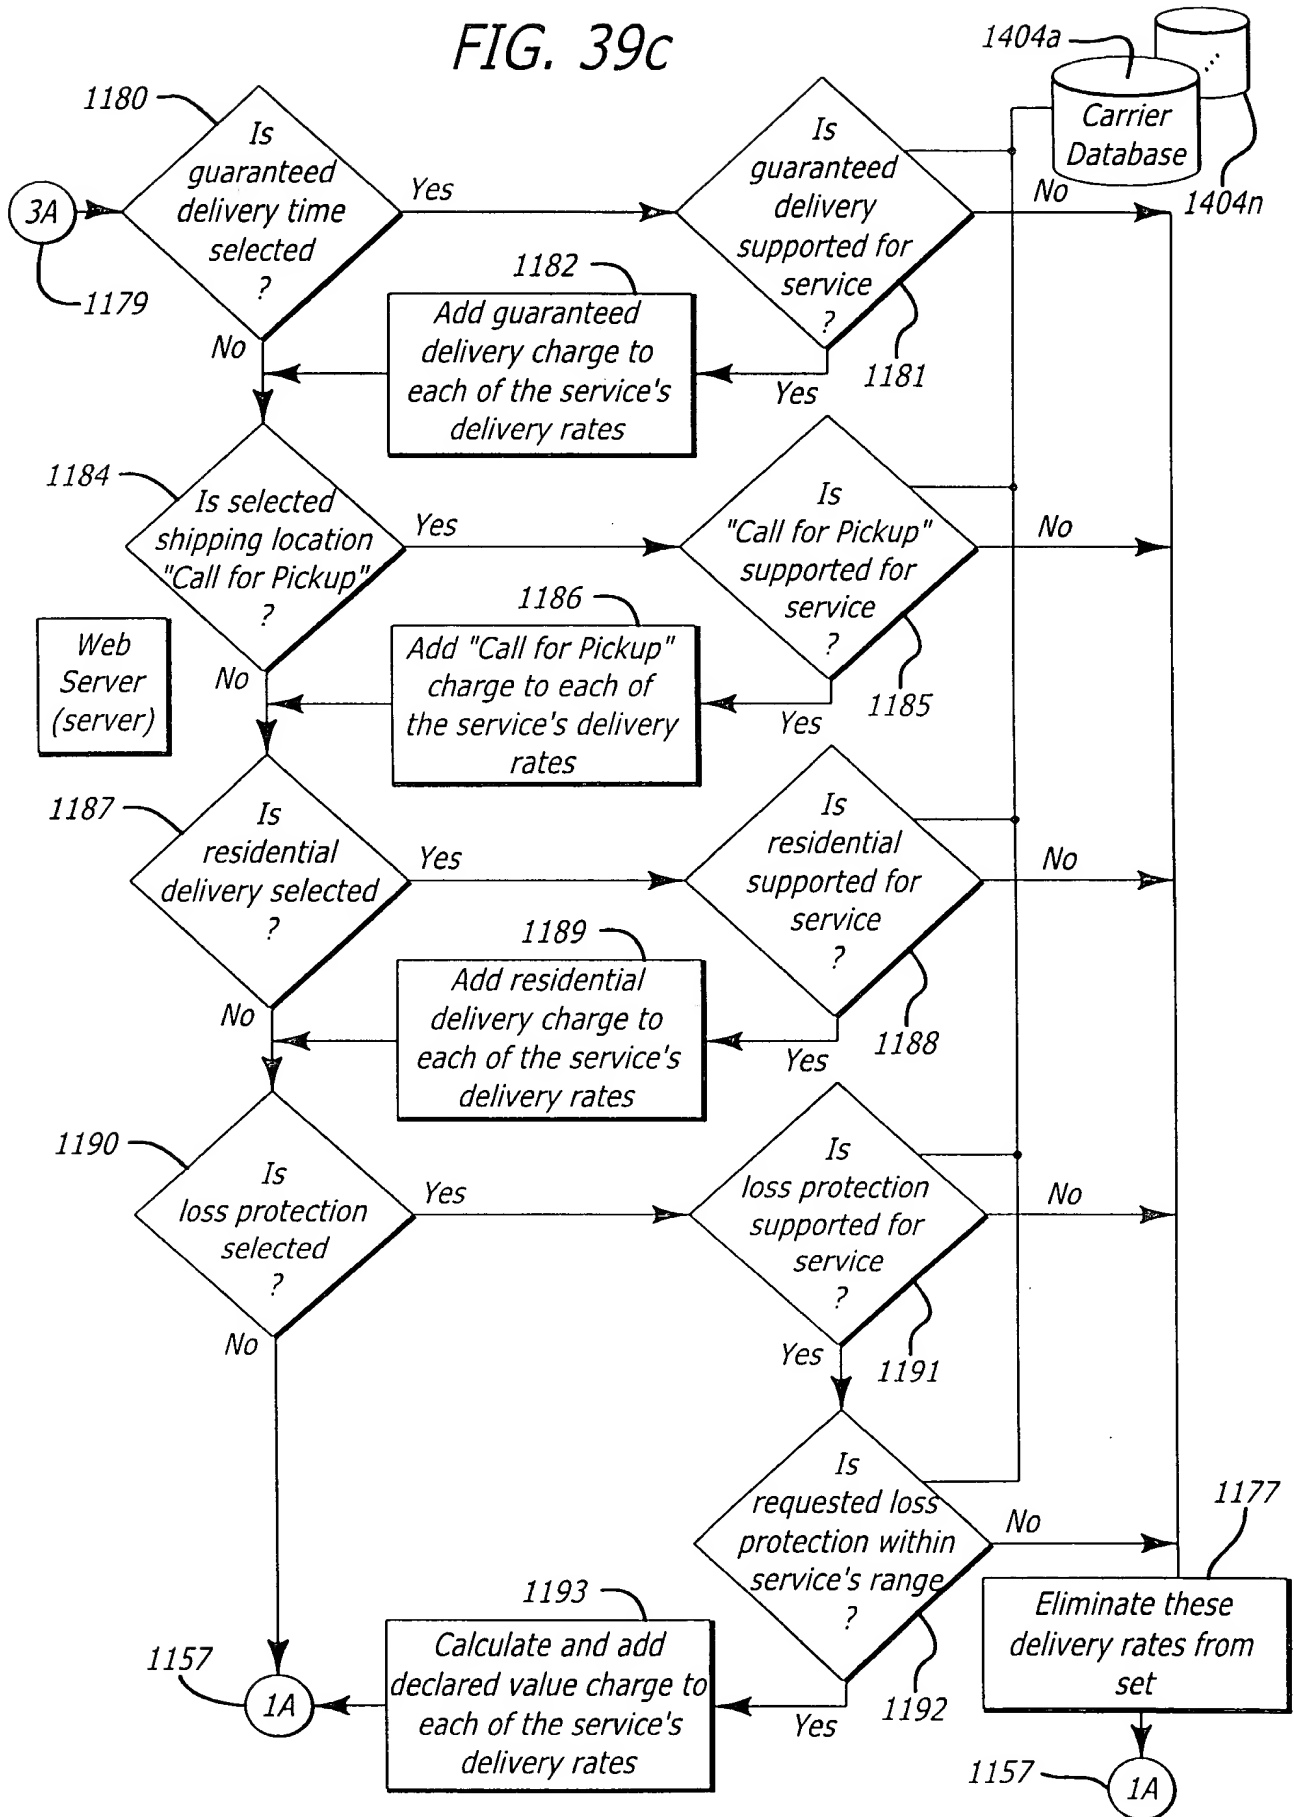 FIG. 39c
1404a
1180
Carrier
Database
1404n
3A
1179
Is
guaranteed
delivery time
selected
?
Yes
No
Is
guaranteed
delivery
supported for
service
?
No
Yes
1181
1182
Add guaranteed
delivery charge to
each of the service's
delivery rates
1184
Is selected
shipping location
"Call for Pickup"
?
Yes
No
Is
"Call for Pickup"
supported for
service
?
No
Yes
1185
1186
Add "Call for Pickup"
charge to each of
the service's delivery
rates
Web
Server
(server)
1187
Is
residential
delivery selected
?
Yes
No
Is
residential
supported for
service
?
No
Yes
1188
1189
Add residential
delivery charge to
each of the service's
delivery rates
1190
Is
loss protection
selected
?
Yes
No
Is
loss protection
supported for
service
?
No
Yes
1191
Is
requested loss
protection within
service's range
?
No
Yes
1192
1177
Eliminate these
delivery rates from
set
1193
Calculate and add
declared value charge to
each of the service's
delivery rates
1157
1A
1157
1A